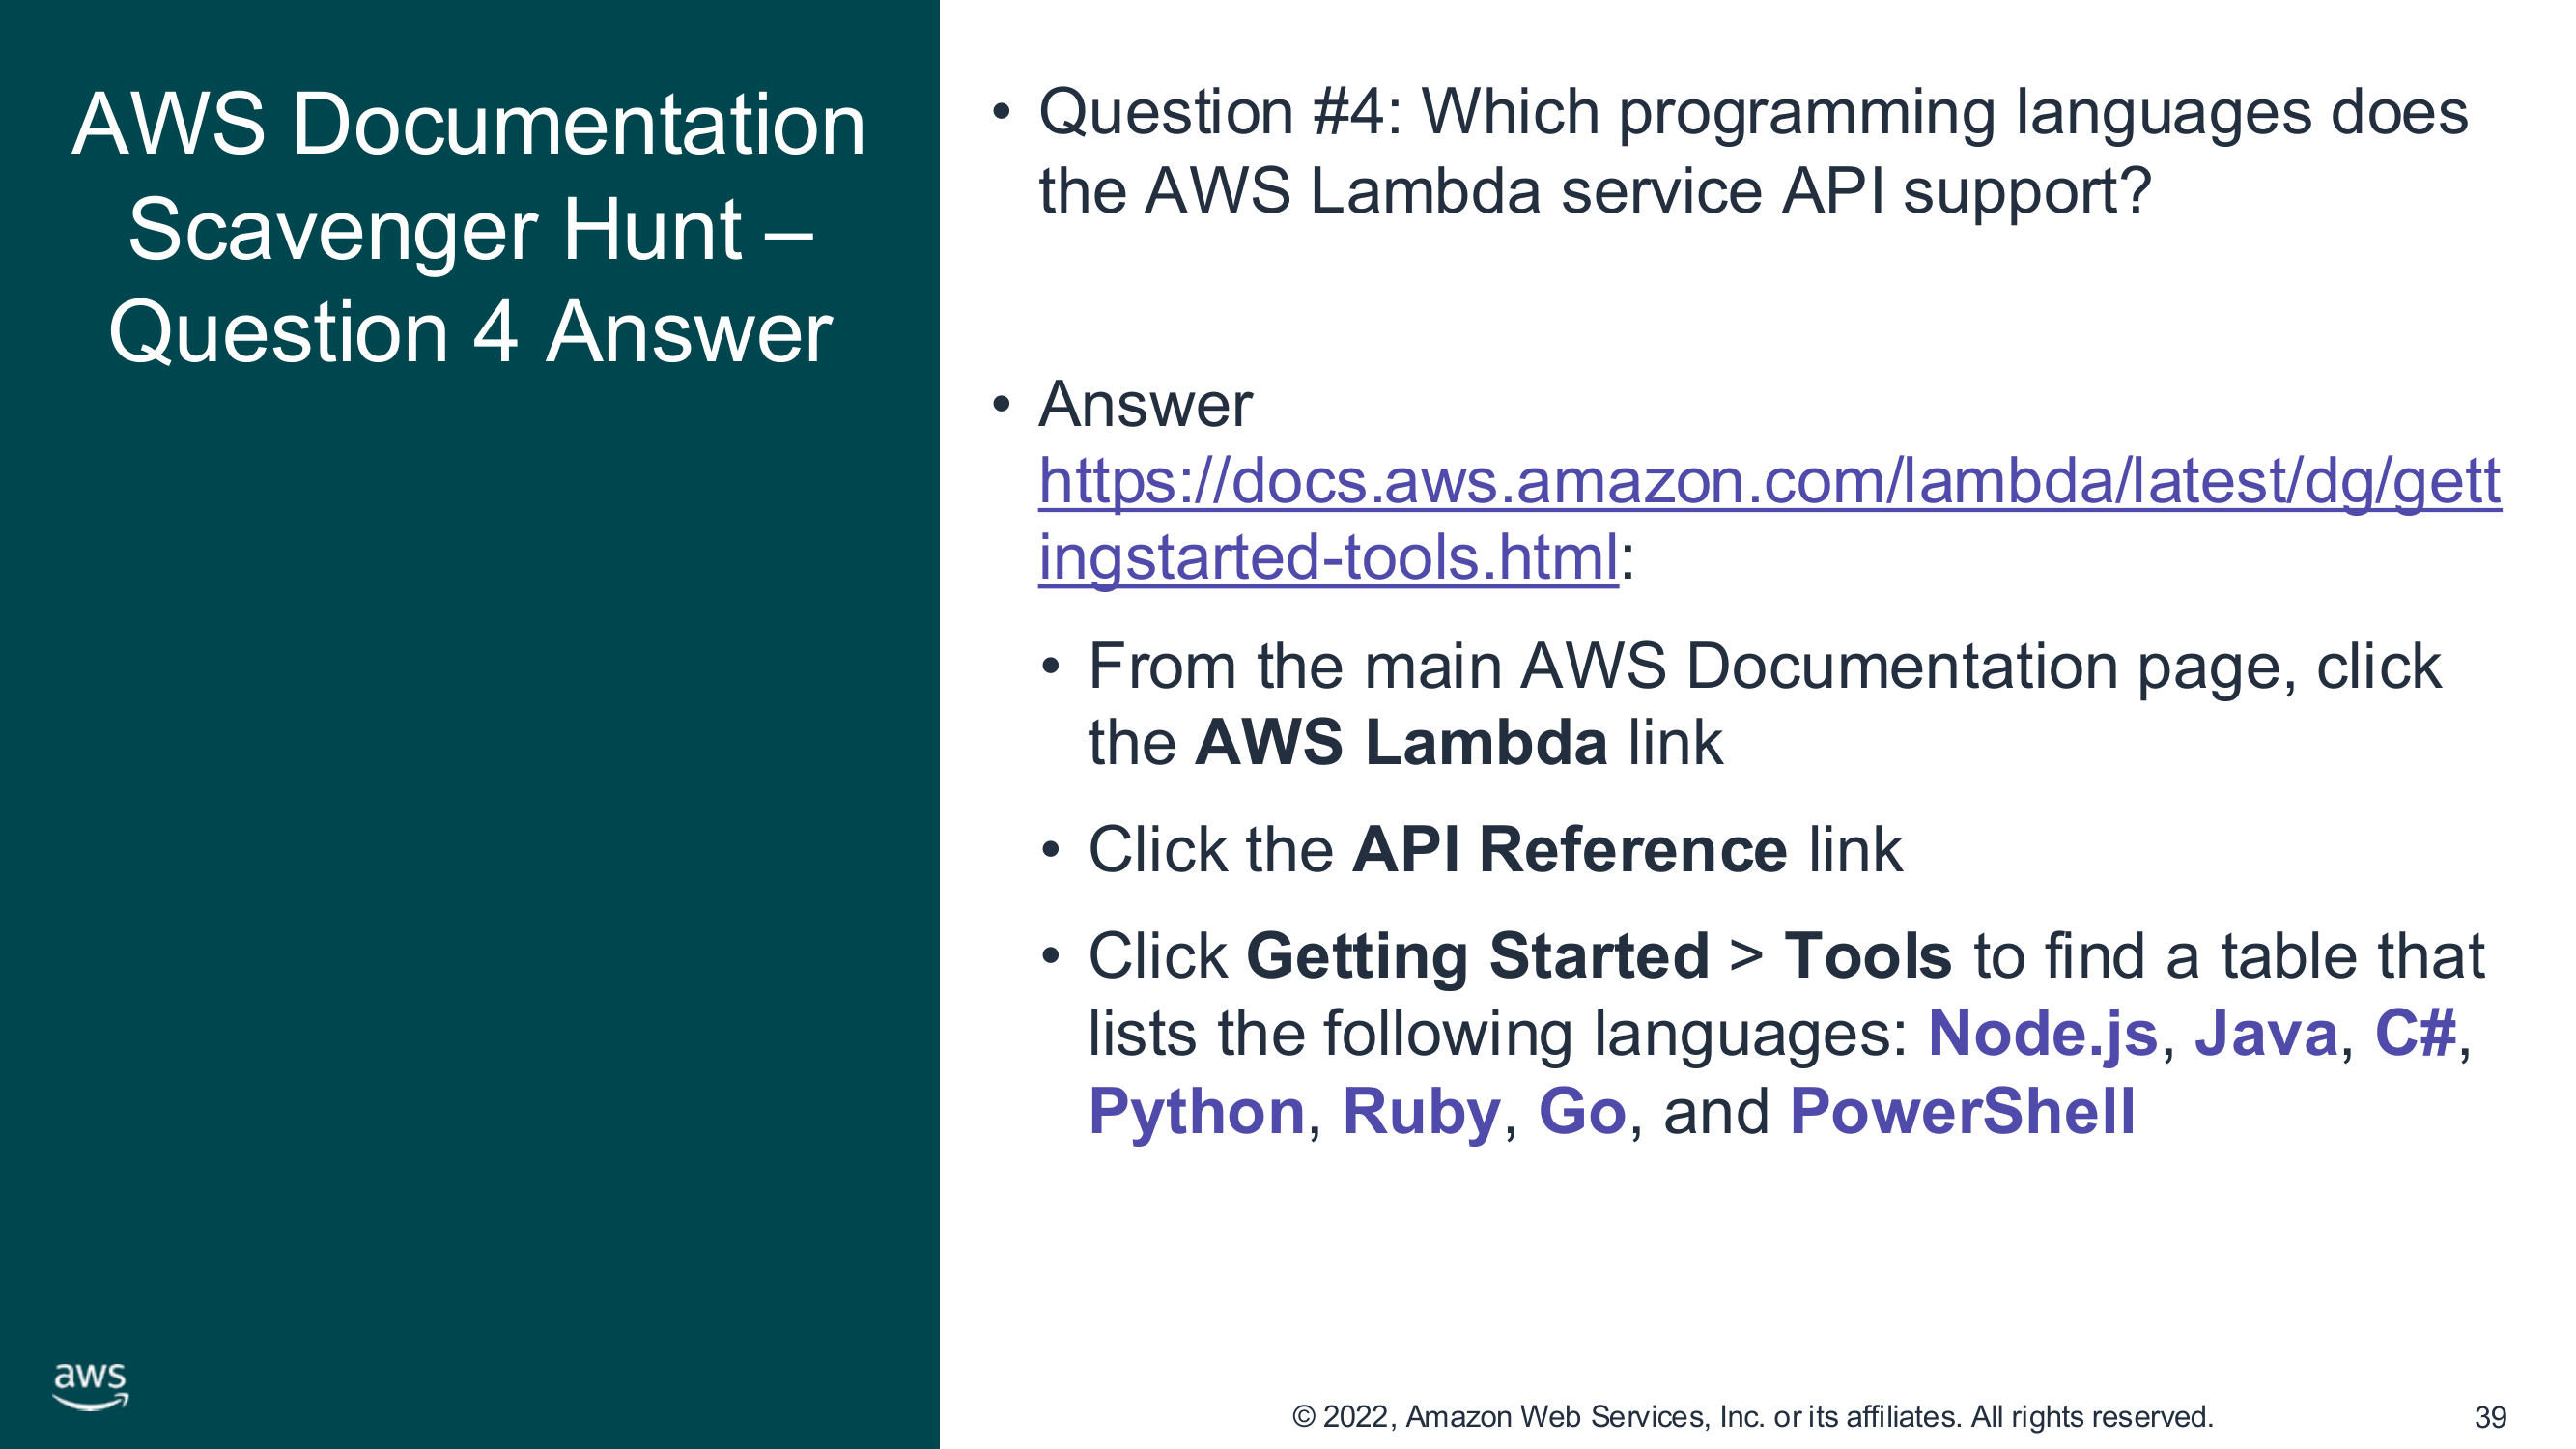 AWS Documentation
Scavenger Hunt –
Question 4 Answer
• Question #4: Which programming languages does
the AWS Lambda service API support?
• Answer
https://docs.aws.amazon.com/lambda/latest/dg/gett
ingstarted-tools.html:
• From the main AWS Documentation page, click
the AWS Lambda link
• Click the API Reference link
• Click Getting Started > Tools to find a table that
lists the following languages: Node.js, Java, C#,
Python, Ruby, Go, and PowerShell
aws
© 2022, Amazon Web Services, Inc. or its affiliates. All rights reserved.
39